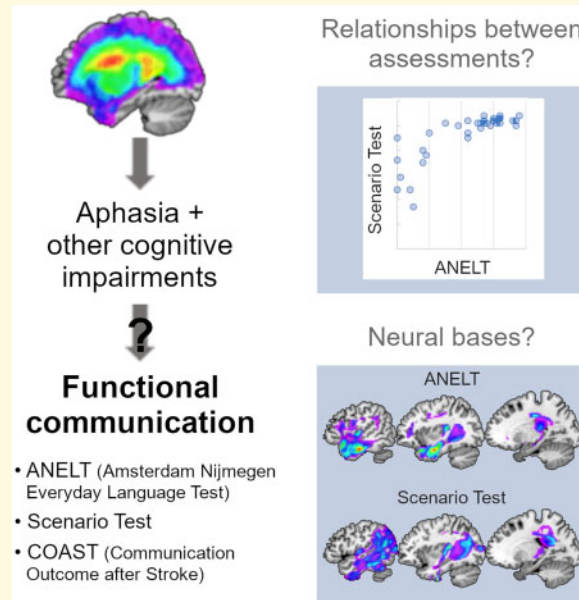 Aphasia +
other cognitive
impairments
?
Functional
communication
• ANELT (Amsterdam Nijmegen
Everyday Language Test)
• Scenario Test
• COAST (Communication
Outcome after Stroke)
Relationships between
assessments?
Scenario Test
ANELT
Neural bases?
ANELT
Scenario Test